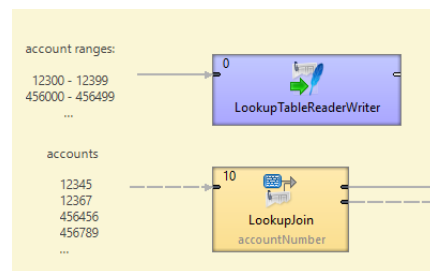 account ranges:
12300 - 12399
456000 - 456499
...
0
LookupTableReaderWriter
accounts
12345
12367
456456
456789
...
10
LookupJoin
accountNumber